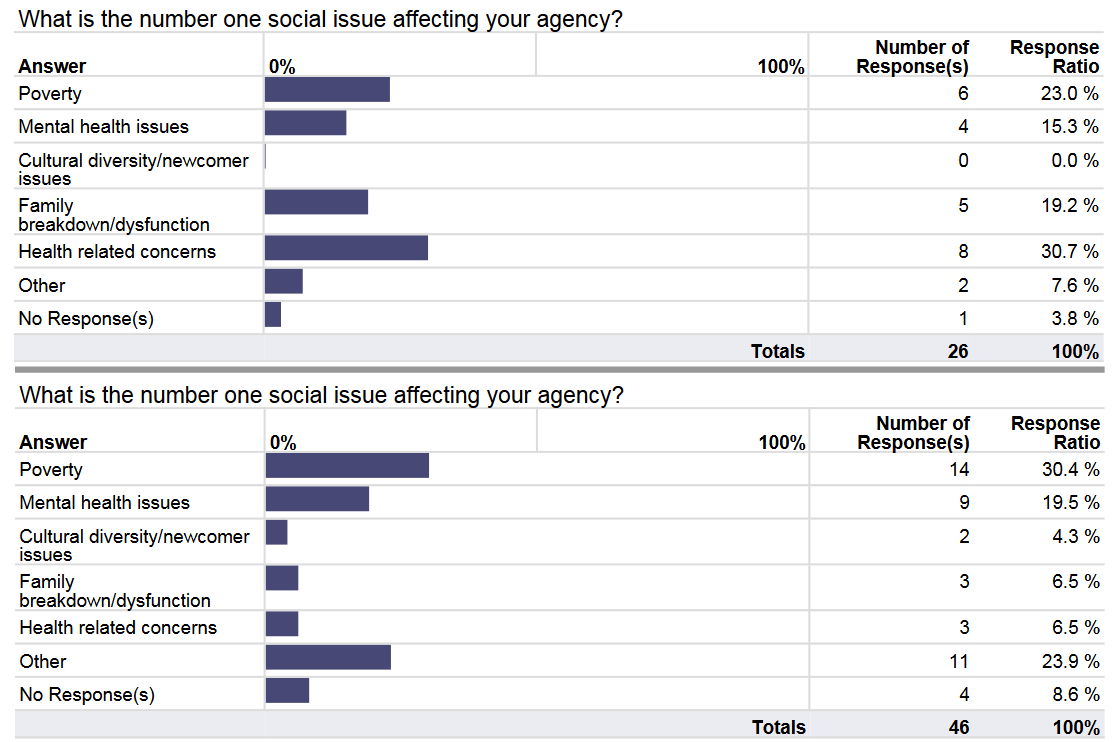 What is the number one social issue affecting your agency?
Number of Response(s) Response Ratio
Answer 0% 100%
Poverty 6 23.0 %
Mental health issues 4 15.3 %
Cultural diversity/newcomer issues 0 0.0 %
Family breakdown/dysfunction 5 19.2 %
Health related concerns 8 30.7 %
Other 2 7.6 %
No Response(s) 1 3.8 %
Totals 26 100%
What is the number one social issue affecting your agency?
Number of Response(s) Response Ratio
Answer 0% 100%
Poverty 14 30.4 %
Mental health issues 9 19.5 %
Cultural diversity/newcomer issues 2 4.3 %
Family breakdown/dysfunction 3 6.5 %
Health related concerns 3 6.5 %
Other 11 23.9 %
No Response(s) 4 8.6 %
Totals 46 100%